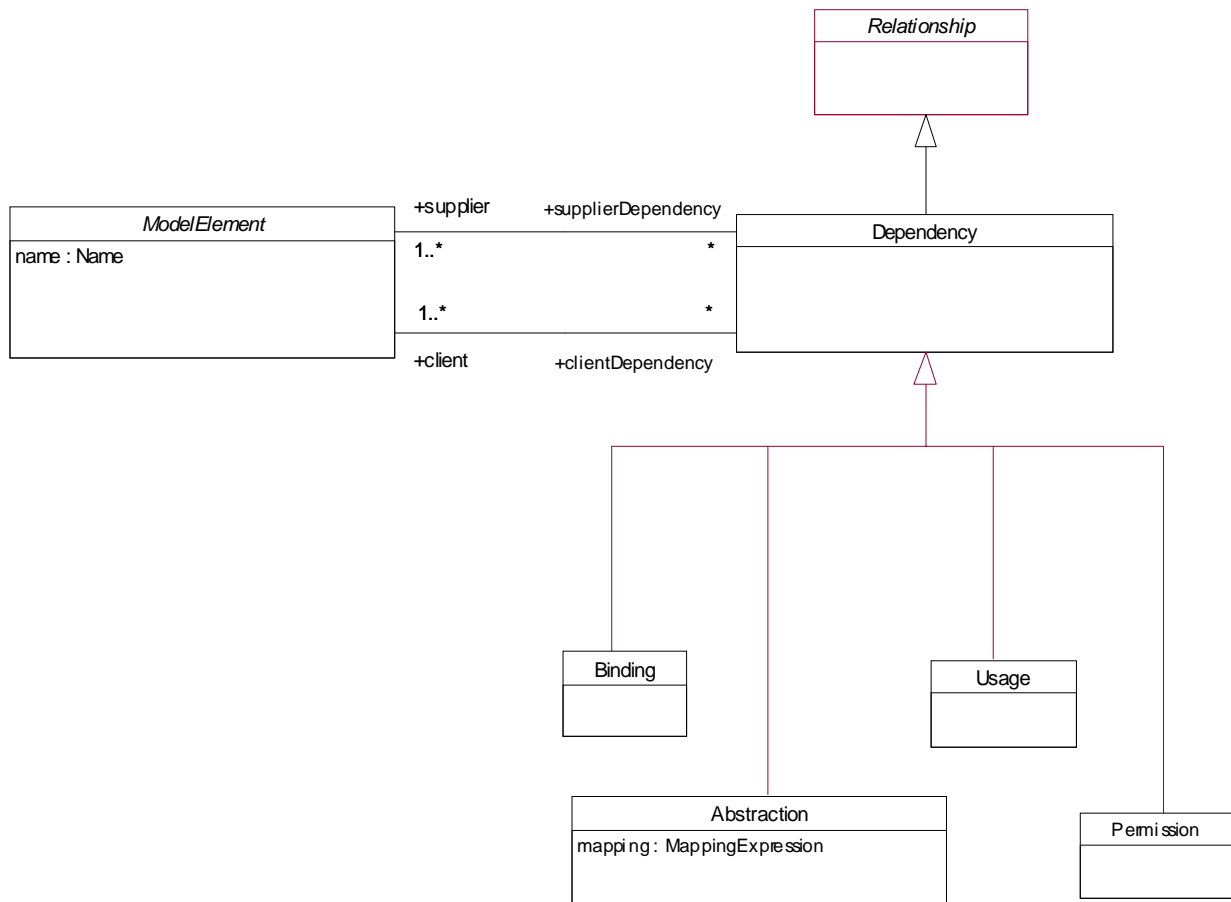 Relationship
+supplier +supplierDependency
ModelElement
Dependency
name : Name
1..* *
1..* *
+client +clientDependency
Binding
Usage
Abstraction
mapping : MappingExpression
Permission